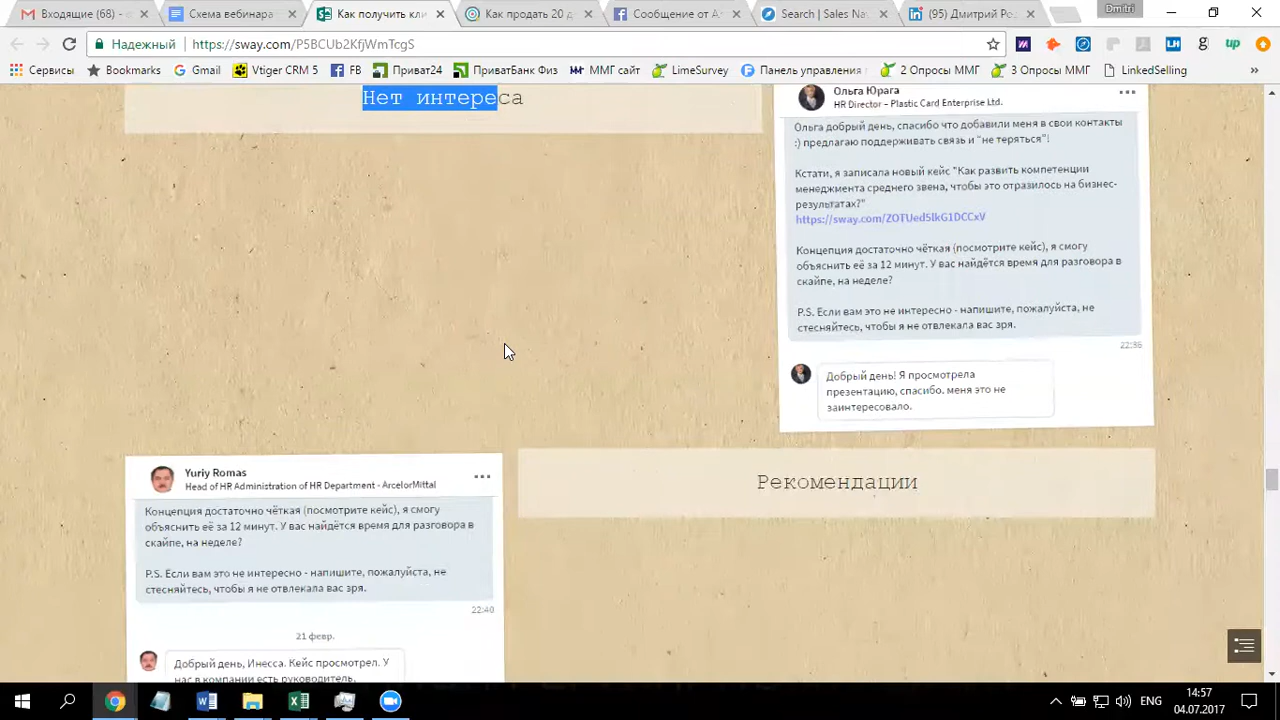 Входящие (68) - e
Схема вебинара
Как получить кли
Как продать 20 д
Сообщение от А
Search | Sales Na
(95) Дмитрий Ре
Dmitri
Надежный
https://sway.com/P5BCUb2KfjWmTcgS
Сервисы
Bookmarks
Gmail
Vtiger CRM 5
FB
Приват24
ПриватБанк Физ
ММГ сайт
LimeSurvey
Панель управления
2 Опросы ММГ
3 Опросы ММГ
LinkedSelling
Нет интереса
Ольга Юрага
HR Director – Plastic Card Enterprise Ltd.
Ольга добрый день, спасибо что добавили меня в свои контакты
:) предлагаю поддерживать связь и "не теряться"!
Кстати, я записала новый кейс "Как развить компетенции
менеджмента среднего звена, чтобы это отразилось на бизнес-
результатах?"
https://sway.com/ZOTUed5lkG1DCCxV
Концепция достаточно чёткая (посмотрите кейс), я смогу
объяснить её за 12 минут. У вас найдётся время для разговора в
скайпе, на неделе?
P.S. Если вам это не интересно - напишите, пожалуйста, не
стесняйтесь, чтобы я не отвлекала вас зря.
22:36
Добрый день! Я просмотрела
презентацию, спасибо. меня это не
заинтересовало.
Yuriy Romas
Head of HR Administration of HR Department - ArcelorMittal
Концепция достаточно чёткая (посмотрите кейс), я смогу
объяснить её за 12 минут. У вас найдётся время для разговора в
скайпе, на неделе?
P.S. Если вам это не интересно - напишите, пожалуйста, не
стесняйтесь, чтобы я не отвлекала вас зря.
22:40
21 февр.
Добрый день, Инесса. Кейс просмотрел. У
нас в компании есть руководитель,
Рекомендации
ENG
14:57
04.07.2017